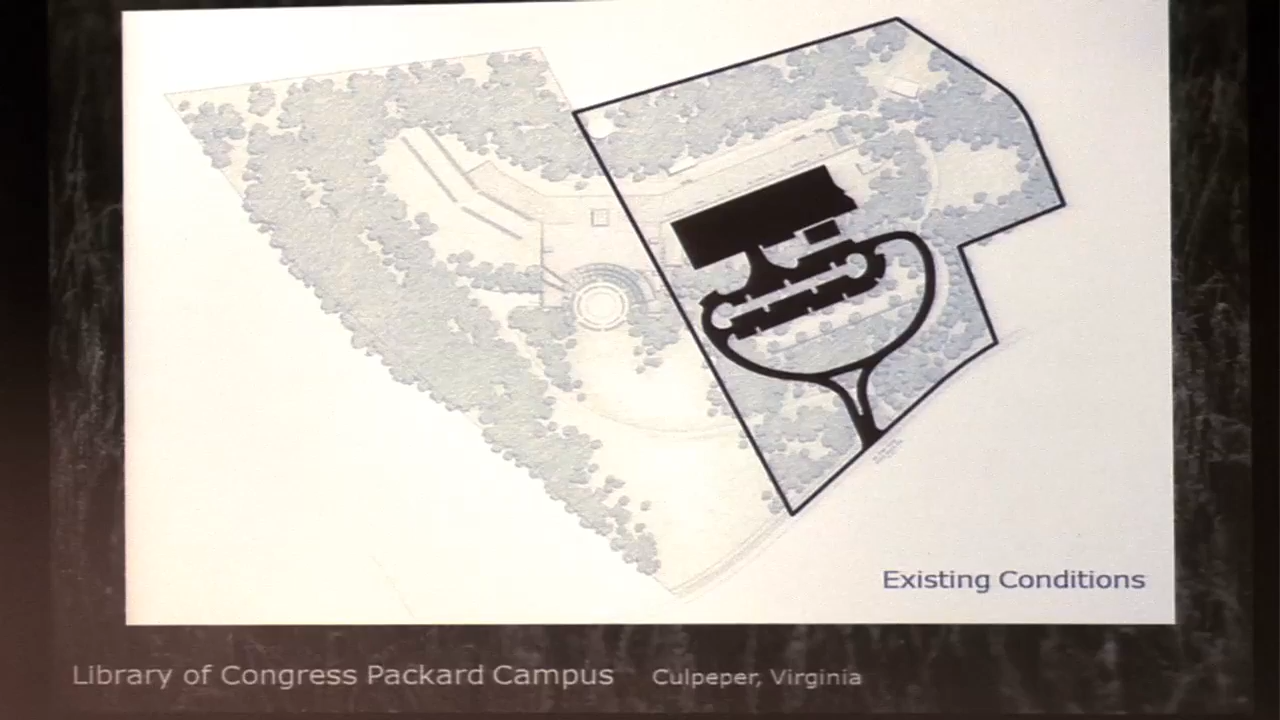 Existing Conditions
Library of Congress Packard Campus Culpeper, Virginia